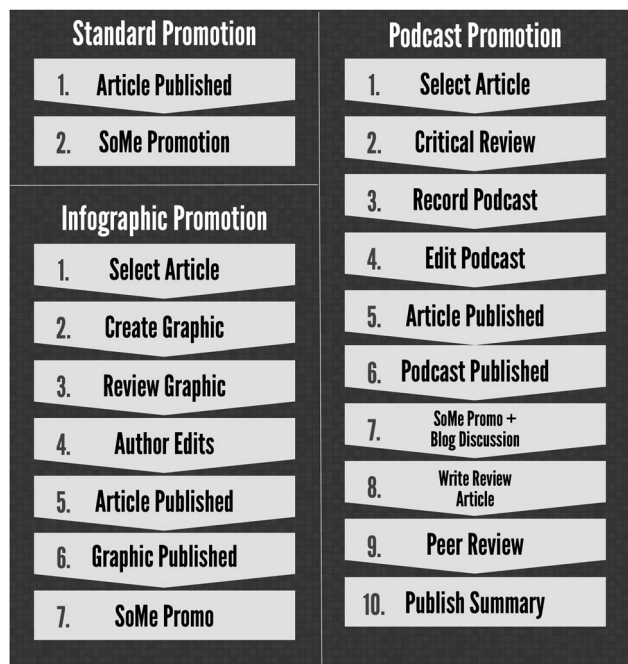 Standard Promotion
1. Article Published
2. SoMe Promotion
Infographic Promotion
1. Select Article
2. Create Graphic
3. Review Graphic
4. Author Edits
5. Article Published
6. Graphic Published
7. SoMe Promo
Podcast Promotion
1. Select Article
2. Critical Review
3. Record Podcast
4. Edit Podcast
5. Article Published
6. Podcast Published
7. SoMe Promo +
Blog Discussion
8. Write Review
Article
9. Peer Review
10. Publish Summary